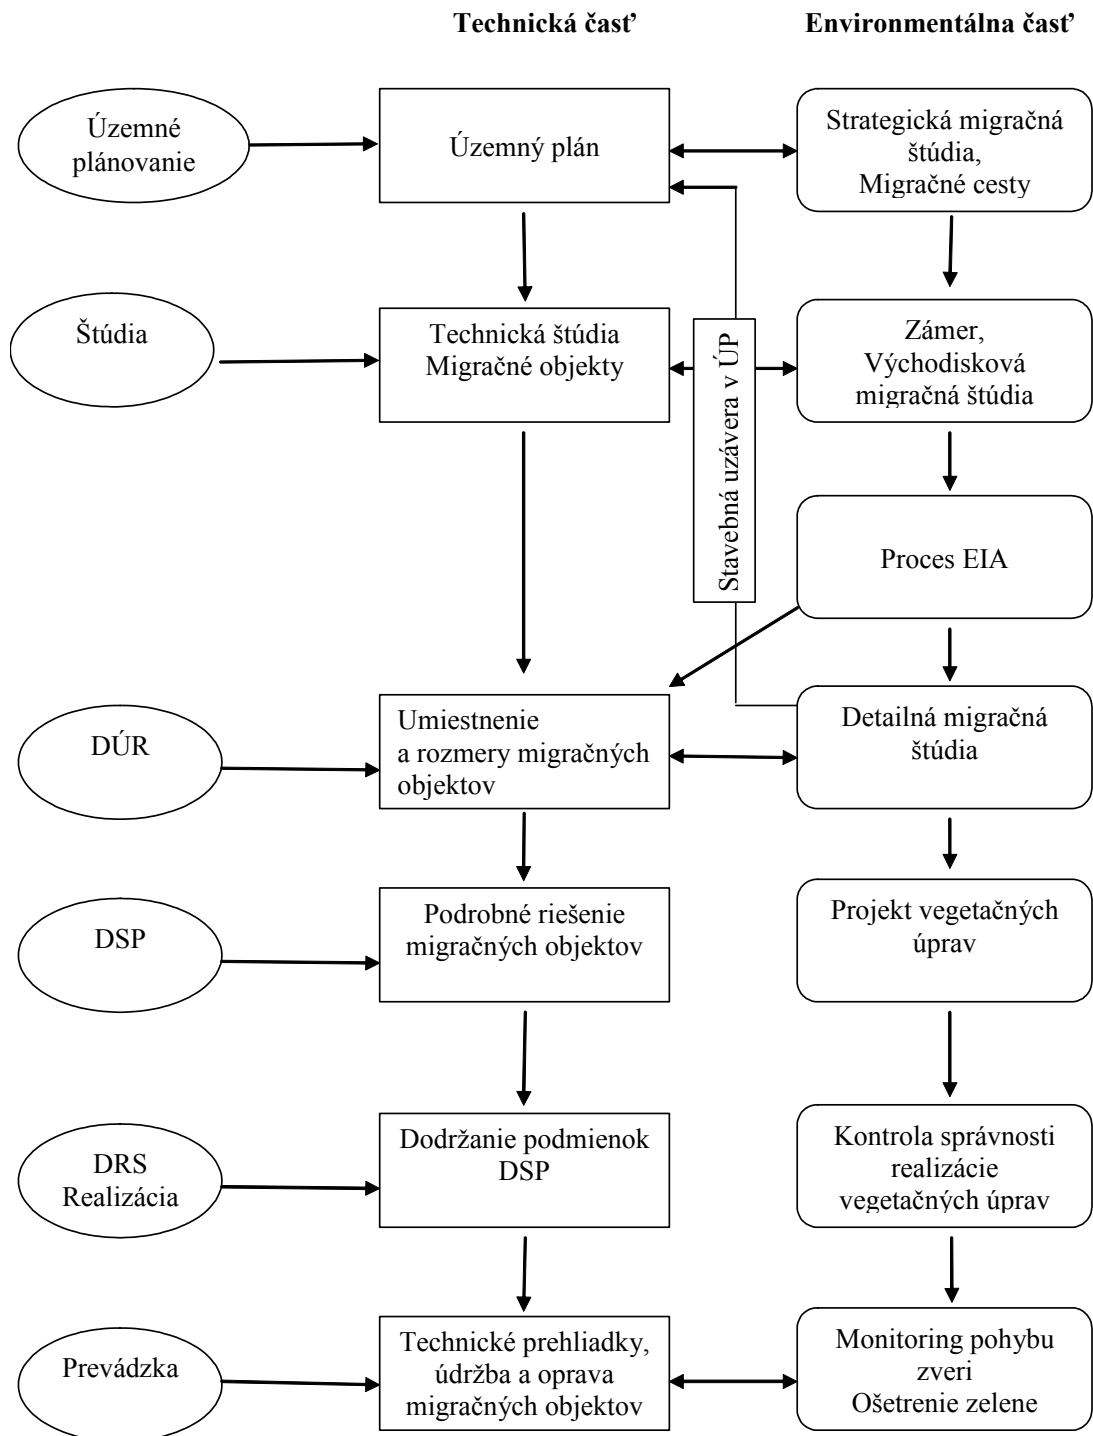 Technická časť
Environmentálna časť
Územné
plánovanie
Územný plán
Strategická migračná
štúdia,
Migračné cesty
Štúdia
Technická štúdia
Migračné objekty
Stavebná uzávera v ÚP
Zámer,
Východisková
migračná štúdia
Proces EIA
DÚR
Umiestnenie
a rozmery migračných
objektov
Detailná migračná
štúdia
DSP
Podrobné riešenie
migračných objektov
Projekt vegetačných
úprav
DRS
Realizácia
Dodržanie podmienok
DSP
Kontrola správnosti
realizácie
vegetačných úprav
Prevádzka
Technické prehliadky,
údržba a oprava
migračných objektov
Monitoring pohybu
zveri
Ošetrenie zelene